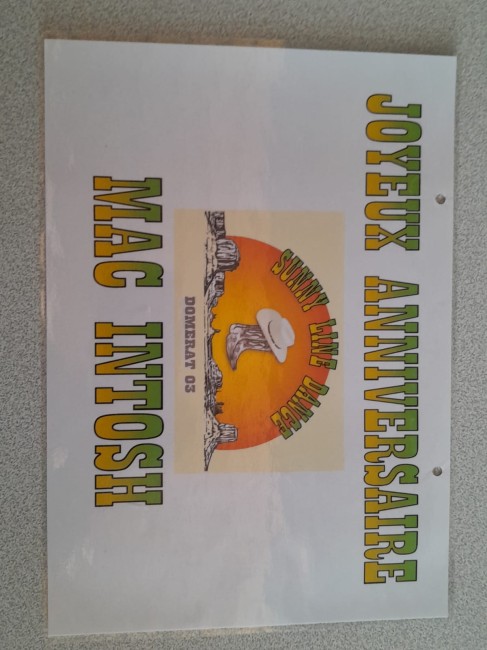 JOYEUX ANNIVERSAIRE
SUNNY LINE DANCE
DOMERAT 03
MAC INTOSH